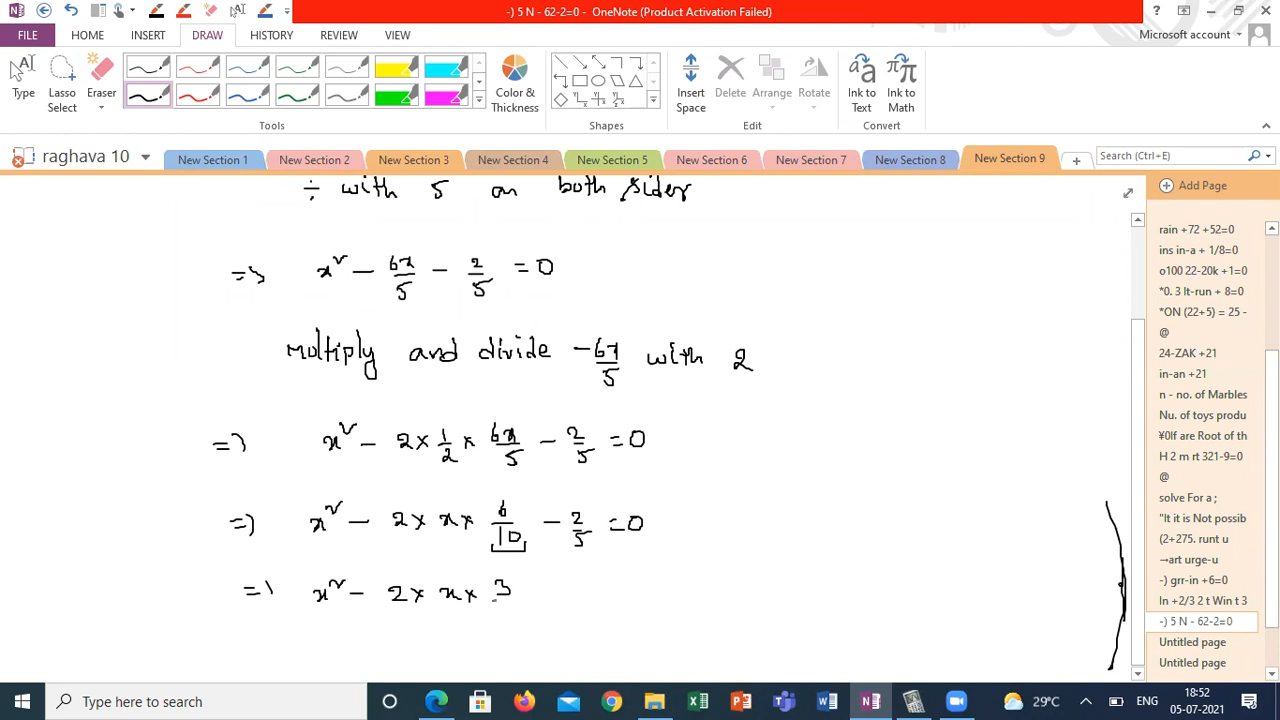 -) 5 N - 62-2=0 - OneNote (Product Activation Failed)
FILE HOME INSERT DRAW HISTORY REVIEW VIEW Microsoft account
Type Lasso Select Eraser Color & Thickness Insert Space Delete Arrange Rotate Ink to Text Ink to Math
Tools Shapes Edit Convert
raghava 10 New Section 1 New Section 2 New Section 3 New Section 4 New Section 5 New Section 6 New Section 7 New Section 8 New Section 9 Search (Ctrl+E)
÷ with 5 on both sides
=> x² - 6x/5 - 2/5 = 0
Multiply and divide -6x/5 with 2
=> x² - 2 × 1/2 × 6x/5 - 2/5 = 0
=> x² - 2 × x × 6/10 - 2/5 = 0
=> x² - 2 × x × 3
Add Page
rain +72 +52=0
ins in-a + 1/8=0
o100 22-20k +1=0
*0. 3 lt-run + 8=0
*ON (22+5) = 25 -
@
24-ZAK +21
in-an +21
n - no. of Marbles
Nu. of toys produ
¥0lf are Root of th
H 2 m rt 321-9=0
@
solve For a ;
"It it is Not possib
(2+275. runt u
→art urge-u
-) grr-in +6=0
In +2/3 2 t Win t 3
-) 5 N - 62-2=0
Untitled page
Untitled page
Type here to search
29°C ENG 18:52
05-07-2021